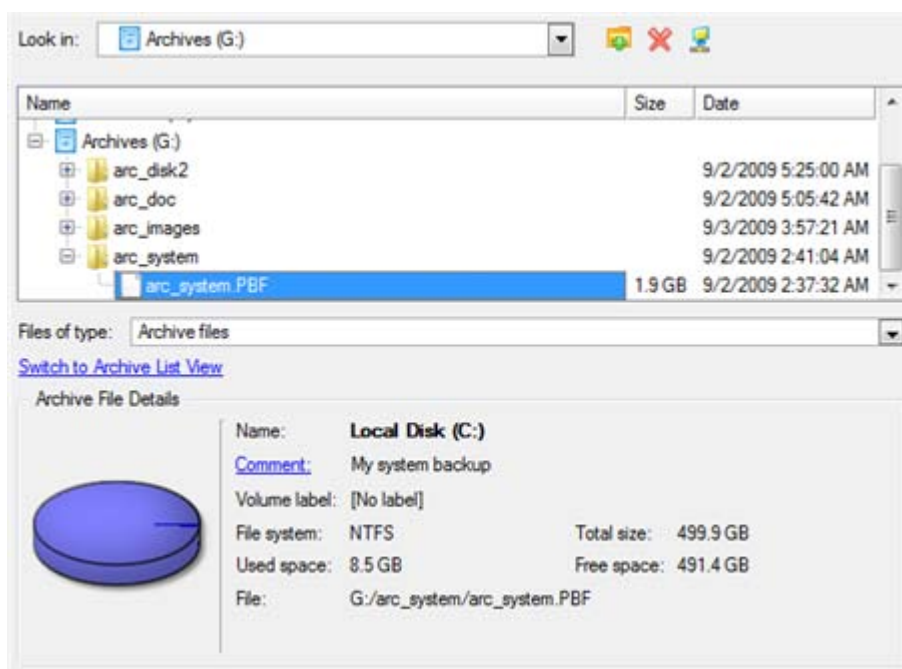 Look in: Archives (G:)
Name Size Date
Archives (G:)
arc_disk2 9/2/2009 5:25:00 AM
arc_doc 9/2/2009 5:05:42 AM
arc_images 9/3/2009 3:57:21 AM
arc_system 9/2/2009 2:41:04 AM
arc_system.PBF 1.9 GB 9/2/2009 2:37:32 AM
Files of type: Archive files
Switch to Archive List View
Archive File Details
Name: Local Disk (C:)
Comment: My system backup
Volume label: [No label]
File system: NTFS Total size: 499.9 GB
Used space: 8.5 GB Free space: 491.4 GB
File: G:/arc_system/arc_system.PBF